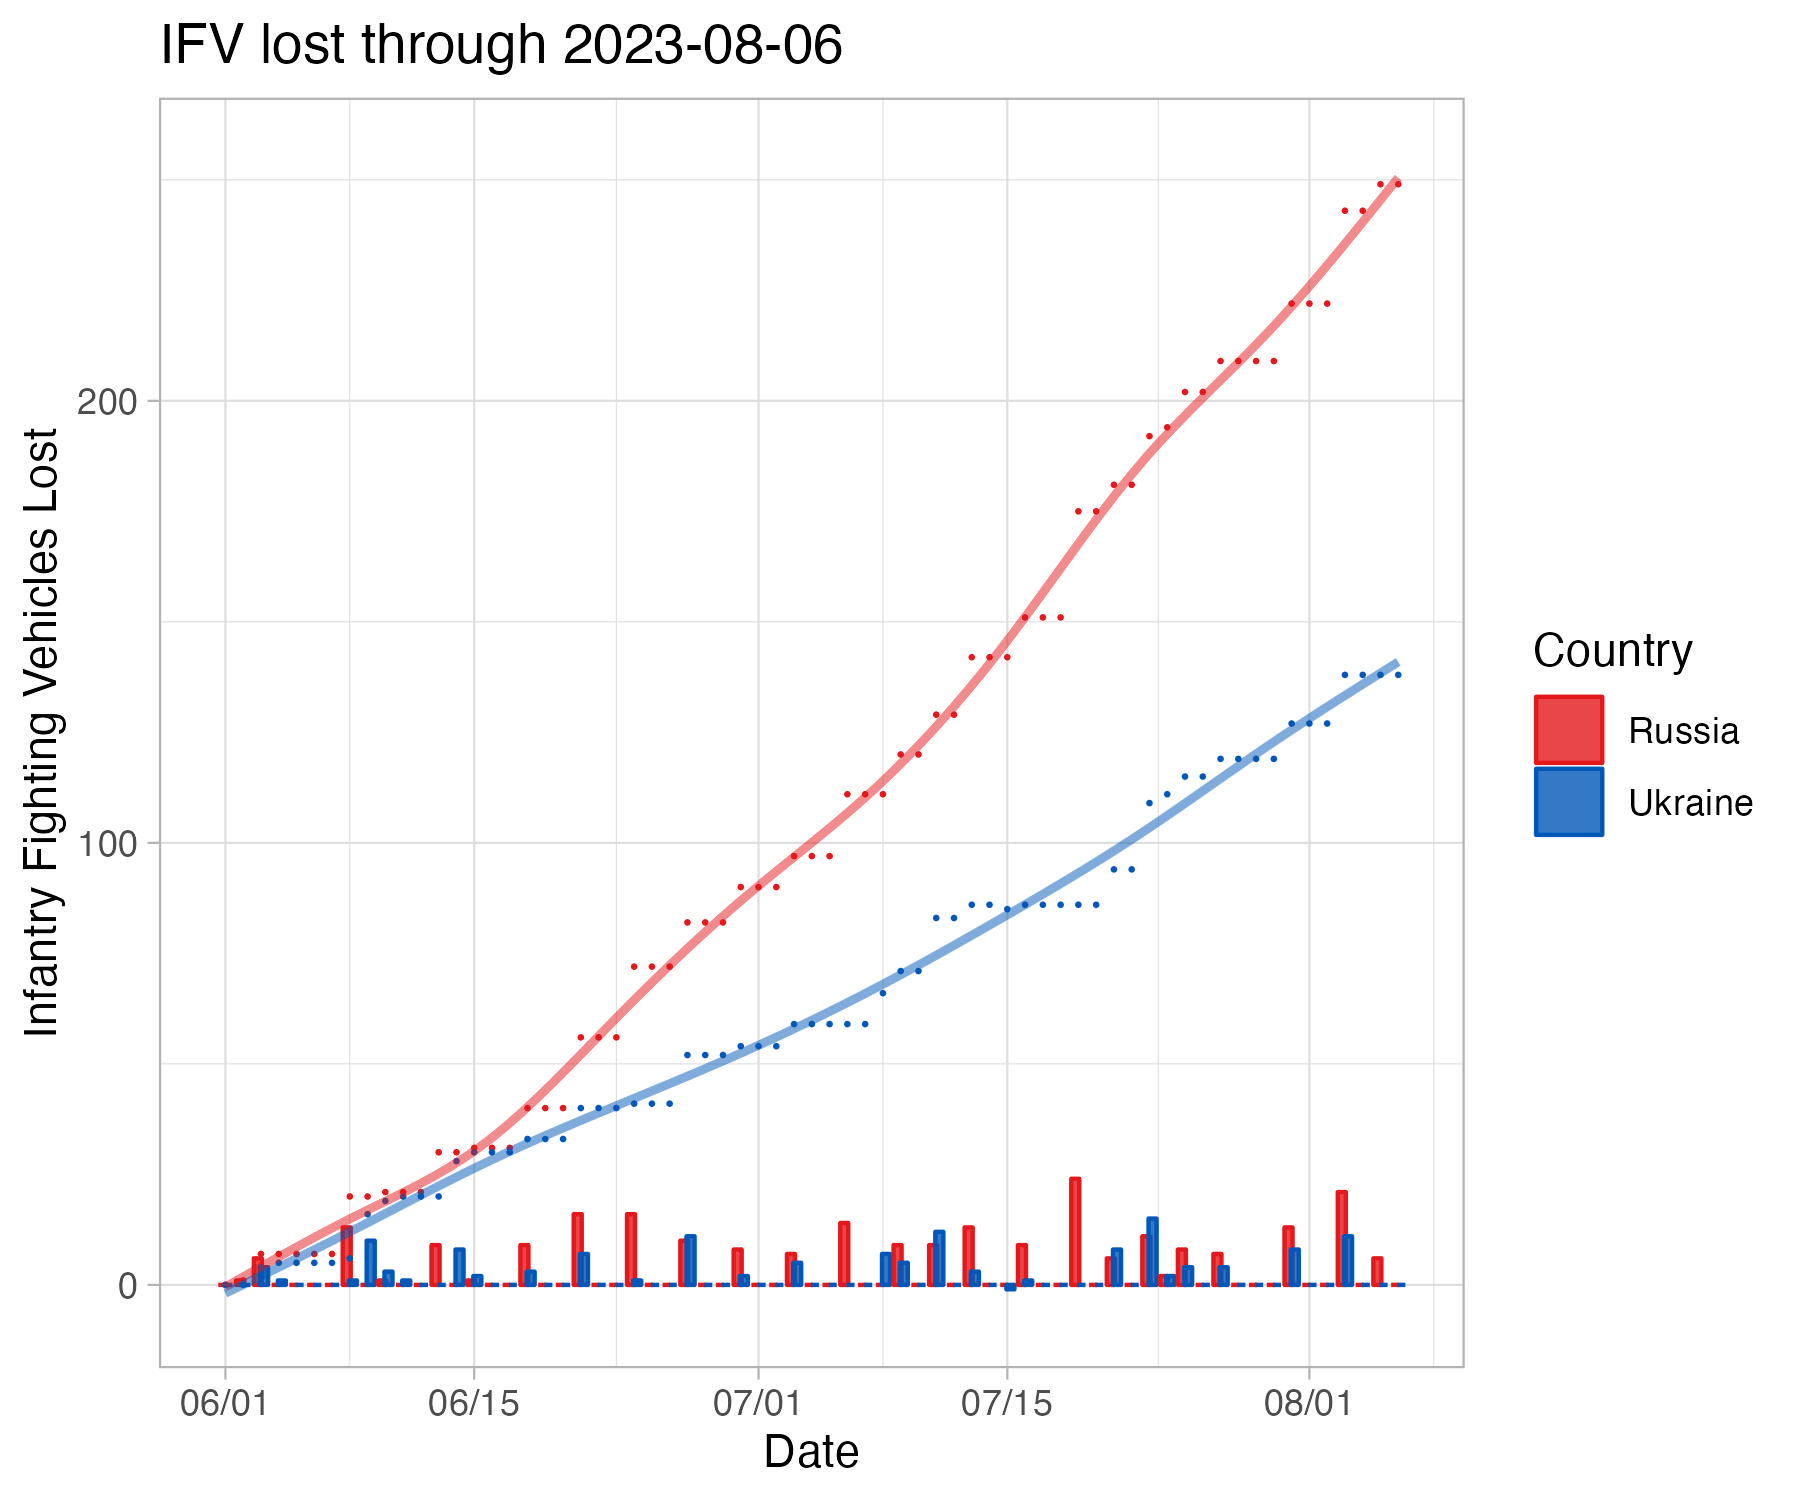 IFV lost through 2023-08-06
Infantry Fighting Vehicles Lost
200
100
0
06/01
06/15
07/01
07/15
08/01
Date
Country
Russia
Ukraine